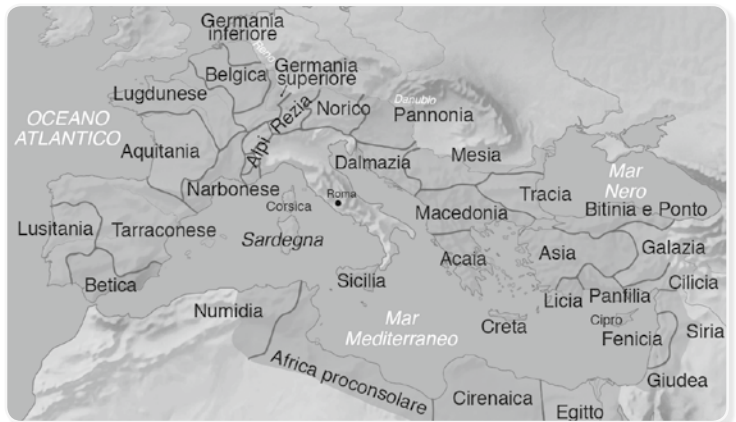 Germania
inferiore
Reno
Belgica
Germania
superiore
Lugdunese
Alpi
Rezia
Norico
Danubio
Pannonia
OCEANO
ATLANTICO
Aquitania
Dalmazia
Mesia
Mar
Nero
Narbonese
Corsica
Roma
Tracia
Bitinia e Ponto
Macedonia
Lusitania
Tarraconese
Sardegna
Acaia
Asia
Galazia
Betica
Sicilia
Cilicia
Licia
Panfilia
Numidia
Mar
Mediterraneo
Creta
Cipro
Fenicia
Siria
Africa proconsolare
Giudea
Cirenaica
Egitto